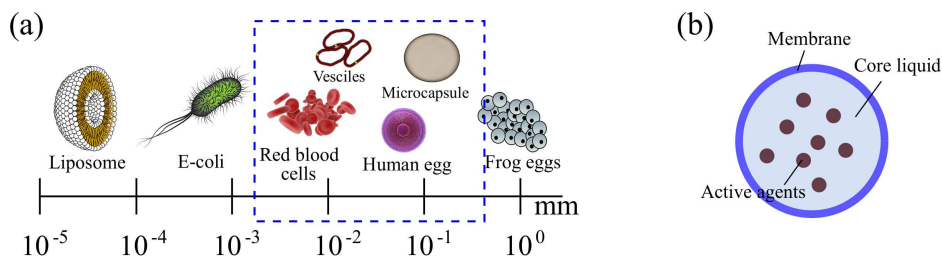 (a)
Vesciles
Microcapsule
Liposome
E-coli
Red blood
cells
Human egg
Frog eggs
mm
10⁻⁵
10⁻⁴
10⁻³
10⁻²
10⁻¹
10⁰
(b)
Membrane
Core liquid
Active agents